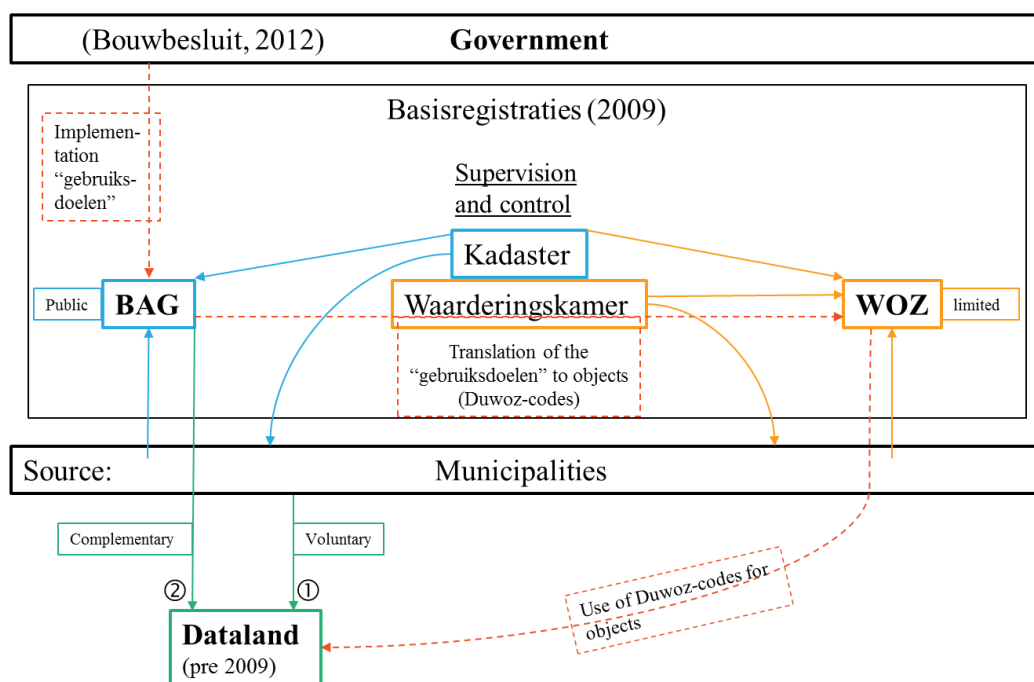 (Bouwbesluit, 2012) Government
Basisregistraties (2009)
Implemen-
tation
“gebruiks-
doelen”
Supervision
and control
Kadaster
Public
BAG
Waarderingskamer
WOZ
limited
Translation of the
“gebruiksdoelen” to objects
(Duwoz-codes)
Source: Municipalities
Complementary
Voluntary
②
①
Dataland
(pre 2009)
Use of Duwoz-codes for
objects